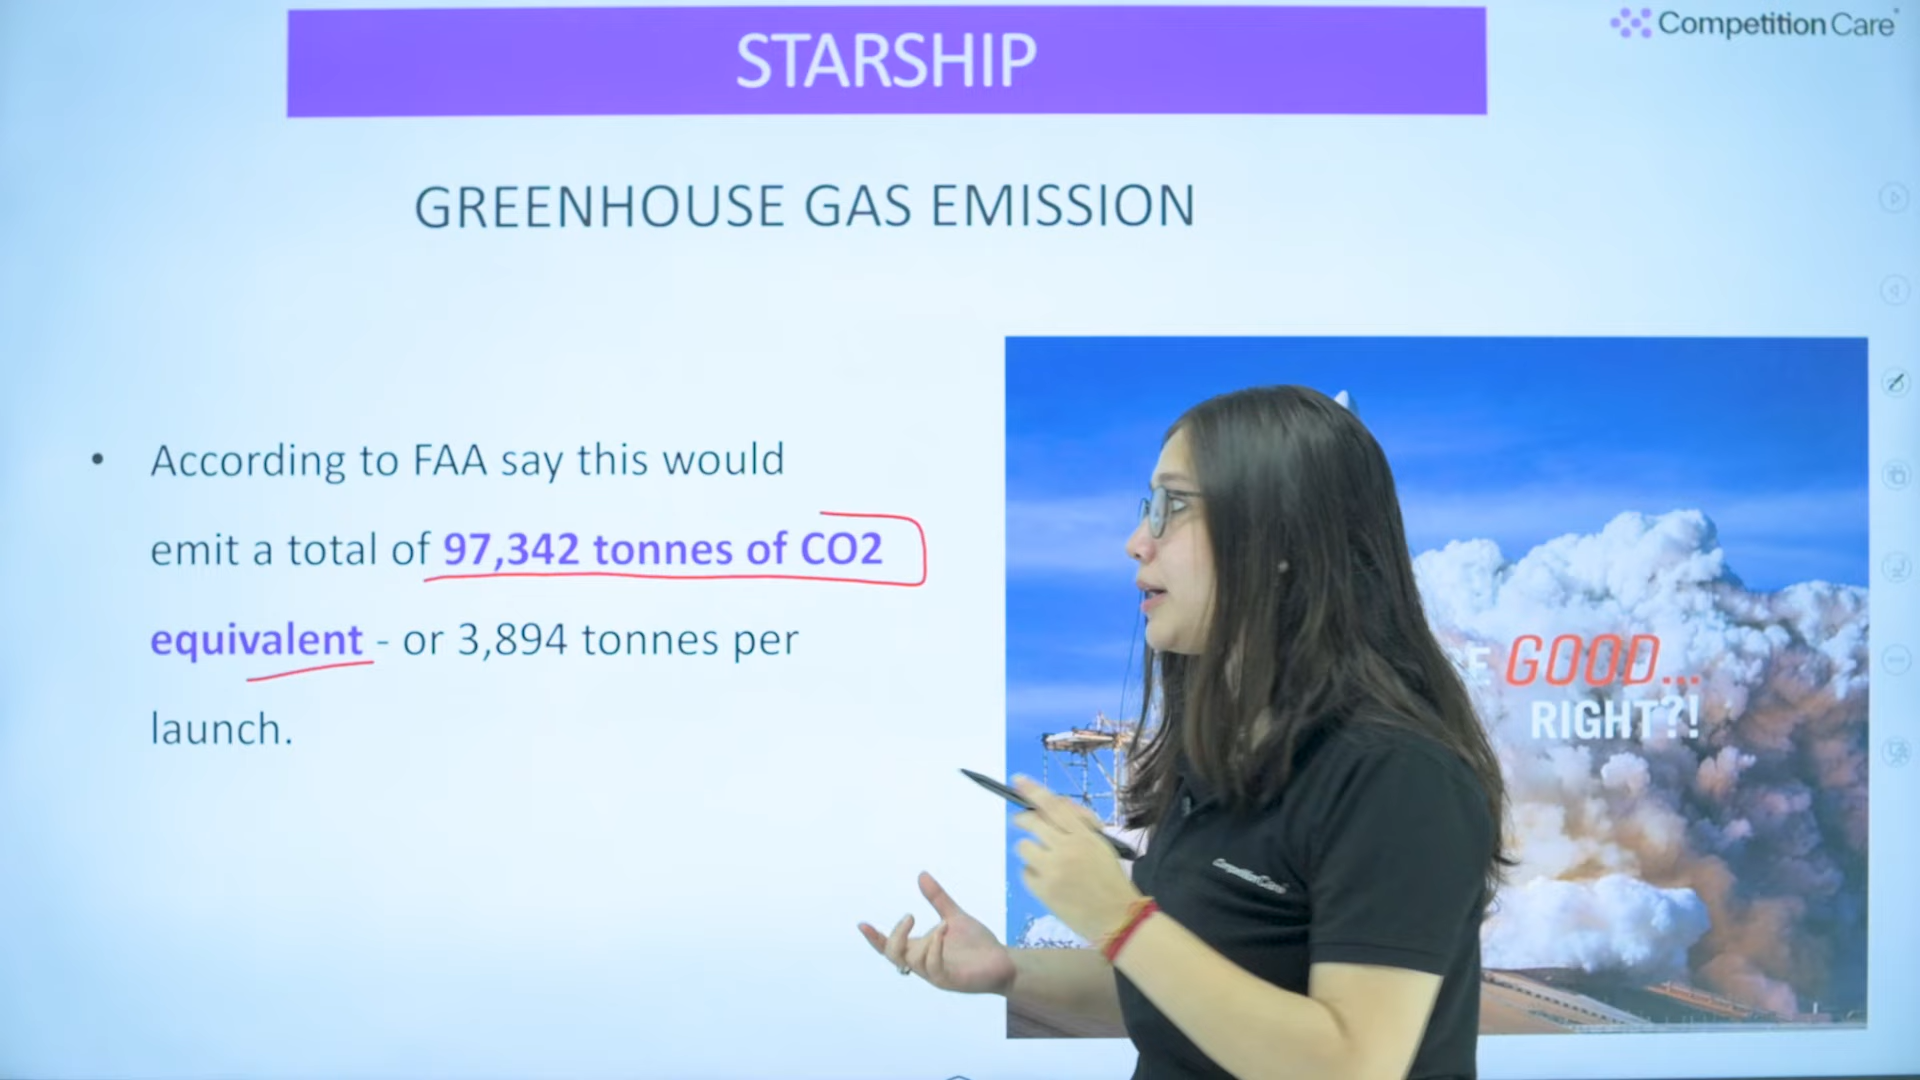 STARSHIP
Competition Care
GREENHOUSE GAS EMISSION
• According to FAA say this would
emit a total of 97,342 tonnes of CO2
equivalent - or 3,894 tonnes per
launch.
GOOD...
RIGHT?!
CompetitionCare